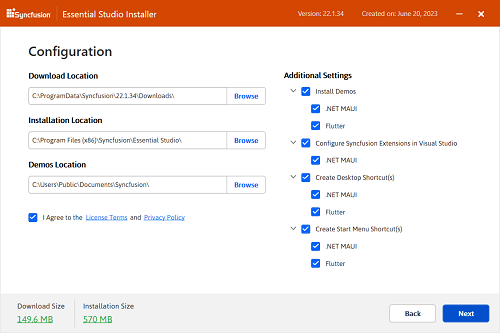 Syncfusion Essential Studio Installer Version: 22.1.34 Created on: June 20, 2023
Configuration
Download Location
C:\ProgramData\Syncfusion\22.1.34\Downloads\ Browse
Installation Location
C:\Program Files (x86)\Syncfusion\Essential Studio\ Browse
Demos Location
C:\Users\Public\Documents\Syncfusion\ Browse
I Agree to the License Terms and Privacy Policy
Additional Settings
Install Demos
.NET MAUI
Flutter
Configure Syncfusion Extensions in Visual Studio
.NET MAUI
Create Desktop Shortcut(s)
.NET MAUI
Flutter
Create Start Menu Shortcut(s)
.NET MAUI
Flutter
Download Size Installation Size
149.6 MB 570 MB
Back Next